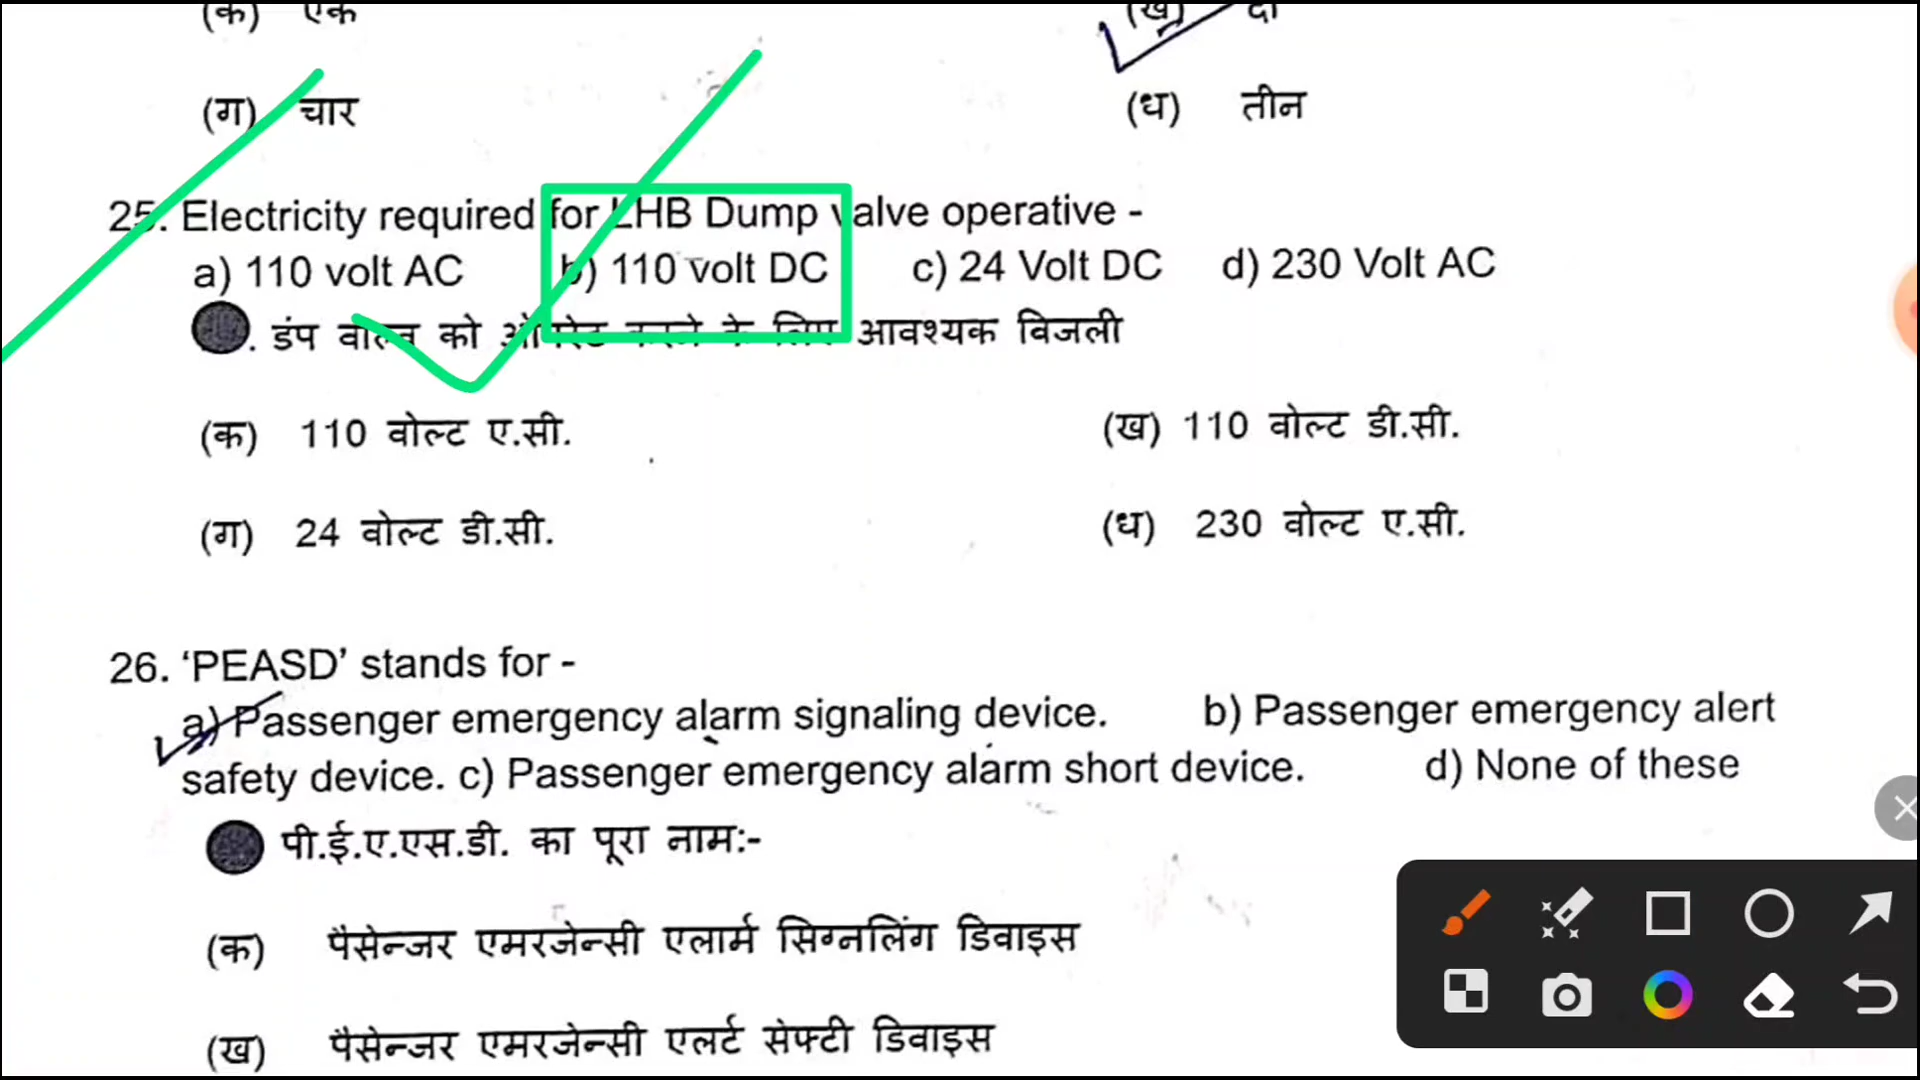 (क) एक
(ख) दो
(ग) चार
(ध) तीन
25. Electricity required for LHB Dump valve operative -
a) 110 volt AC b) 110 volt DC c) 24 Volt DC d) 230 Volt AC
. डंप वाल्व को ऑपरेट करने के लिए आवश्यक विजली
(क) 110 वोल्ट ए.सी.
(ख) 110 वोल्ट डी.सी.
(ग) 24 वोल्ट डी.सी.
(ध) 230 वोल्ट ए.सी.
26. ‘PEASD’ stands for -
a) Passenger emergency alarm signaling device. b) Passenger emergency alert
safety device. c) Passenger emergency alarm short device. d) None of these
पी.ई.ए.एस.डी. का पूरा नाम:-
(क) पैसेन्जर एमरजेन्सी एलार्म सिग्नलिंग डिवाइस
(ख) पैसेन्जर एमरजेन्सी एलर्ट सेफ्टी डिवाइस